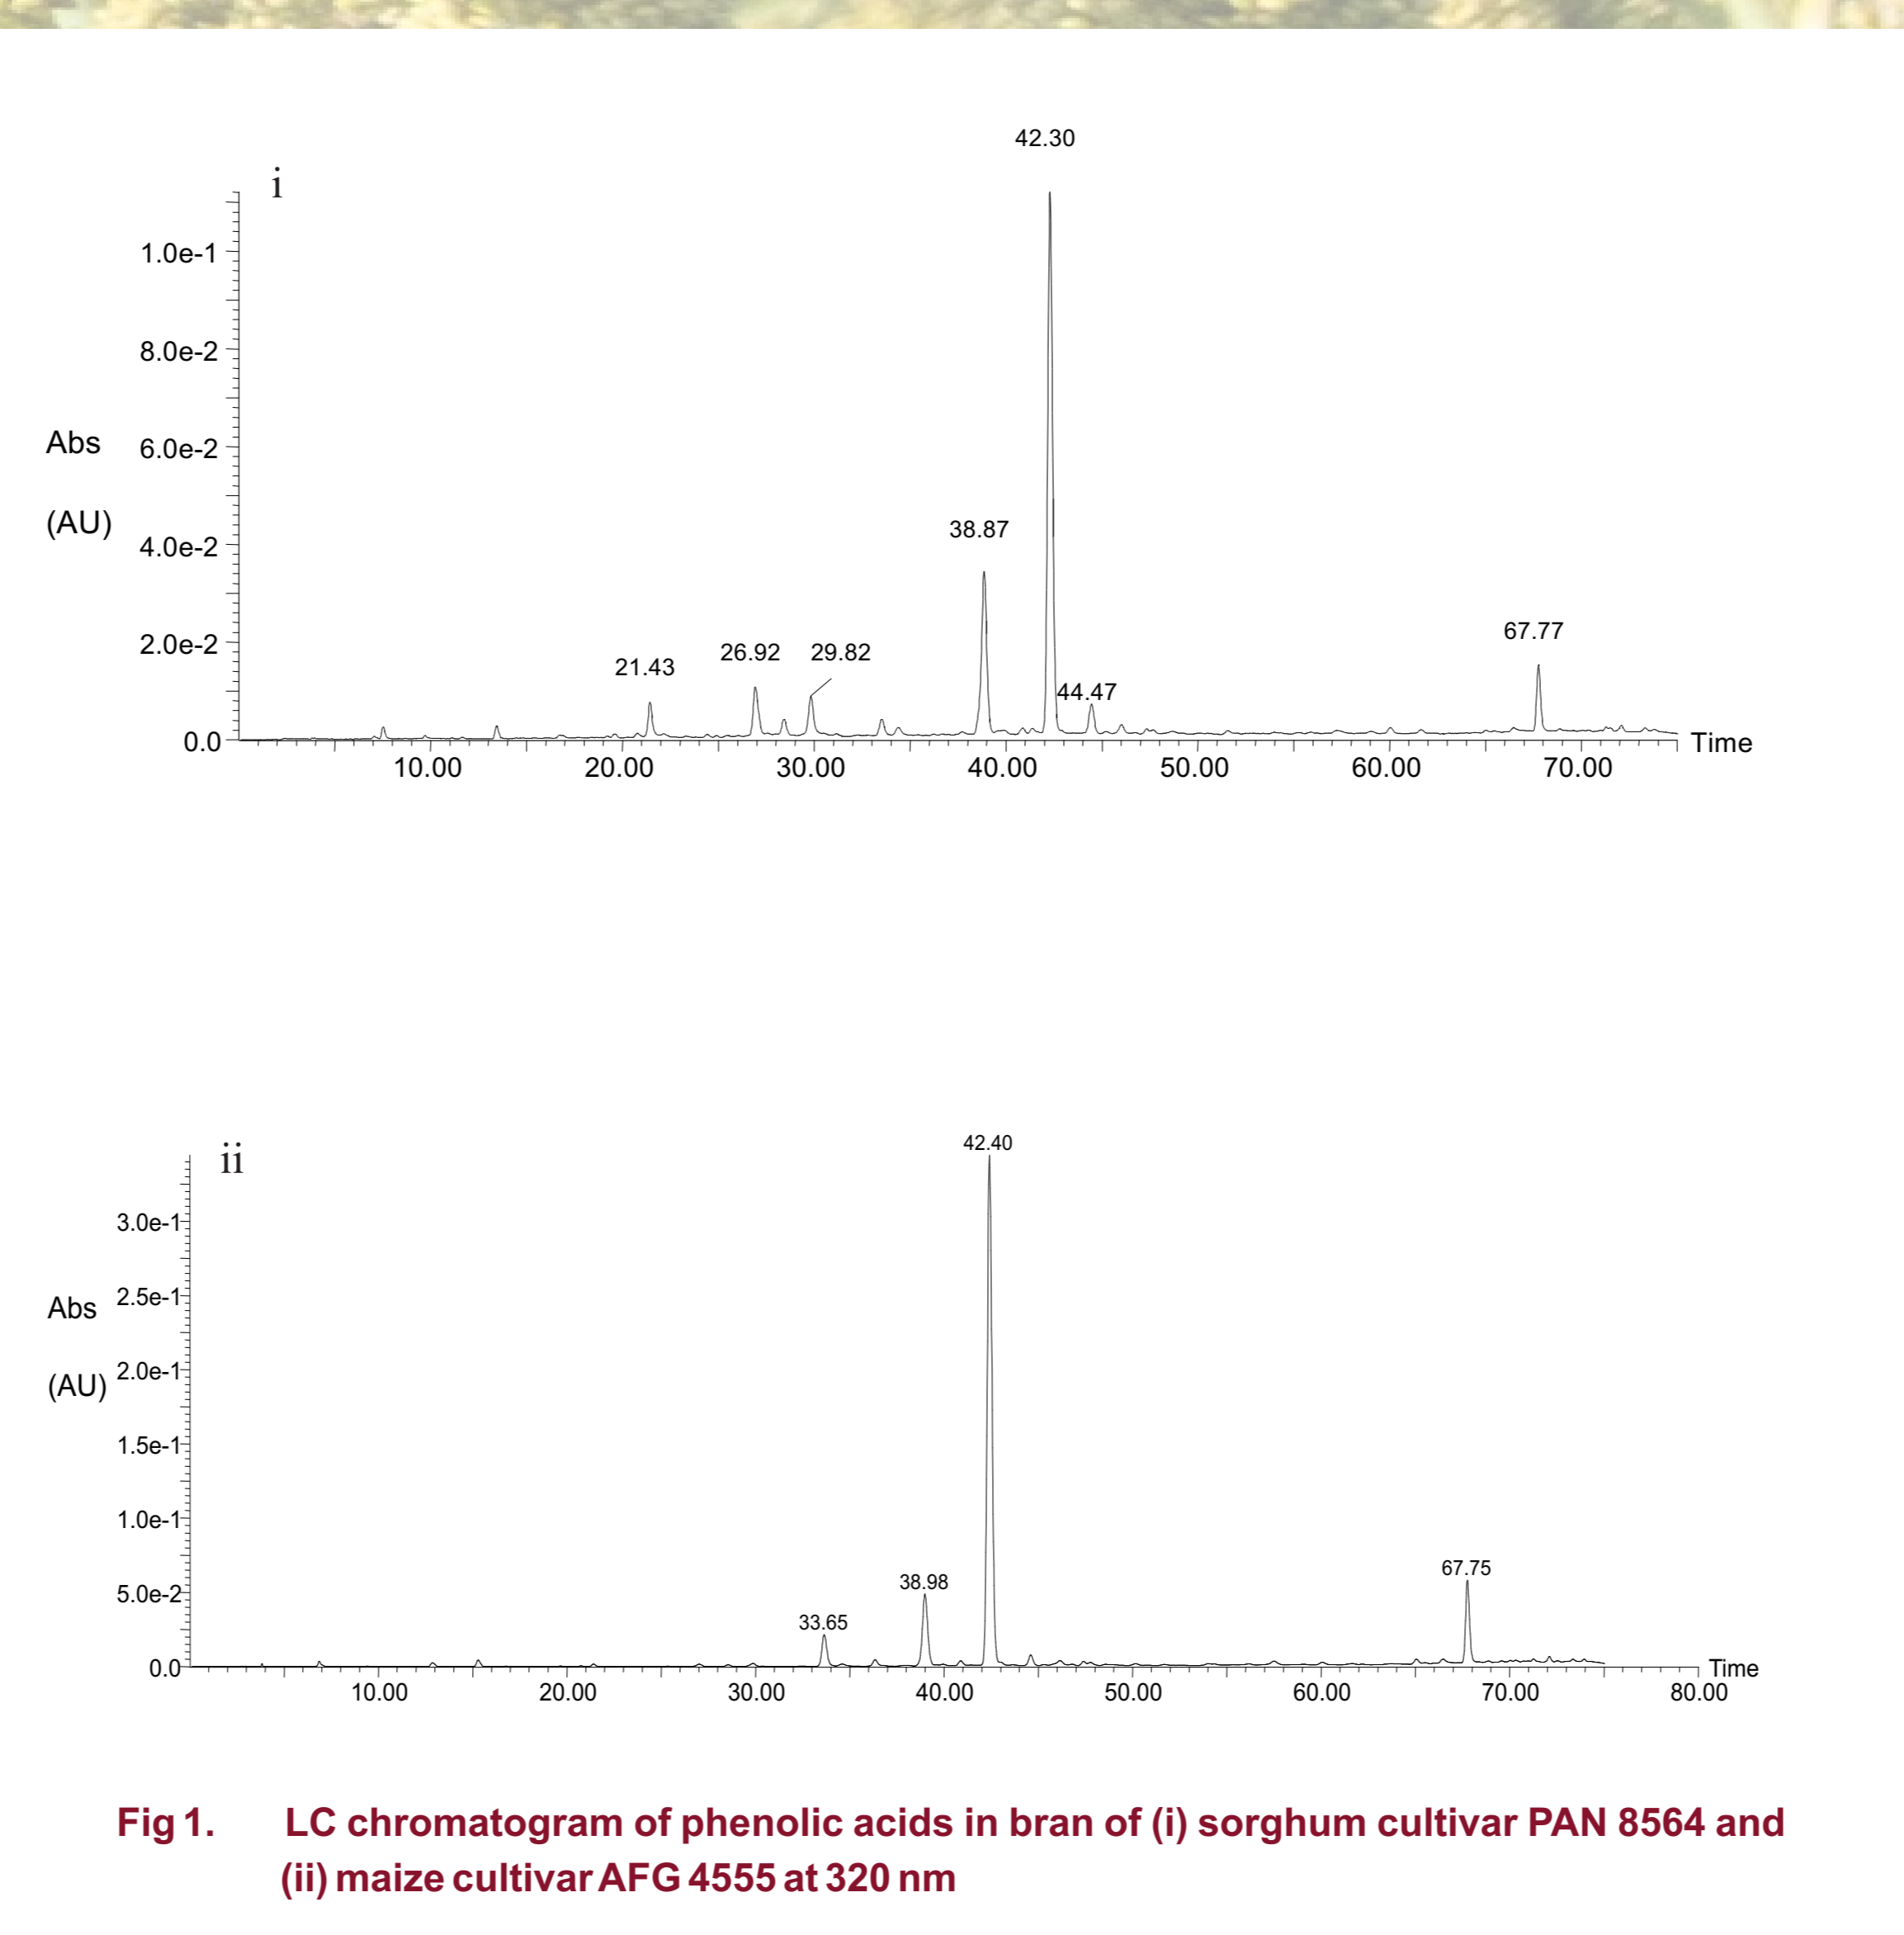 42.30
i
1.0e-1
8.0e-2
Abs
6.0e-2
(AU)
38.87
4.0e-2
67.77
2.0e-2
21.43
26.92
29.82
44.47
0.0
Time
10.00 20.00 30.00 40.00 50.00 60.00 70.00
42.40
ii
3.0e-1
2.5e-1
Abs
2.0e-1
(AU)
1.5e-1
1.0e-1
67.75
5.0e-2
38.98
33.65
0.0
Time
10.00 20.00 30.00 40.00 50.00 60.00 70.00 80.00
Fig 1. LC chromatogram of phenolic acids in bran of (i) sorghum cultivar PAN 8564 and
(ii) maize cultivar AFG 4555 at 320 nm